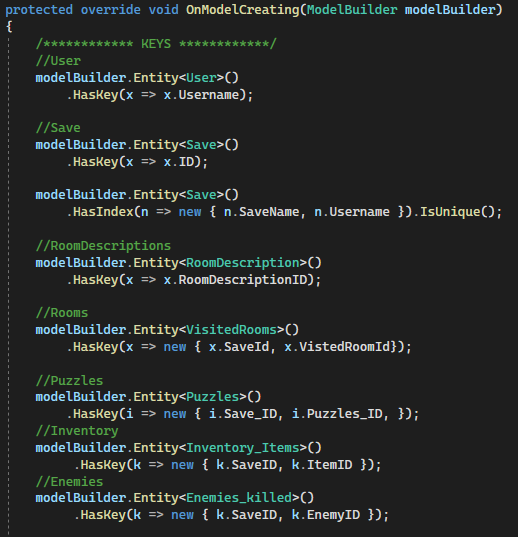 protected override void OnModelCreating(ModelBuilder modelBuilder)
{
/************ KEYS ************/
//User
modelBuilder.Entity<User>()
.HasKey(x => x.Username);
//Save
modelBuilder.Entity<Save>()
.HasKey(x => x.ID);
modelBuilder.Entity<Save>()
.HasIndex(n => new { n.SaveName, n.Username }).IsUnique();
//RoomDescriptions
modelBuilder.Entity<RoomDescription>()
.HasKey(x => x.RoomDescriptionID);
//Rooms
modelBuilder.Entity<VisitedRooms>()
.HasKey(x => new { x.SaveId, x.VistedRoomId});
//Puzzles
modelBuilder.Entity<Puzzles>()
.HasKey(i => new { i.Save_ID, i.Puzzles_ID, });
//Inventory
modelBuilder.Entity<Inventory_Items>()
.HasKey(k => new { k.SaveID, k.ItemID });
//Enemies
modelBuilder.Entity<Enemies_killed>()
.HasKey(k => new { k.SaveID, k.EnemyID });